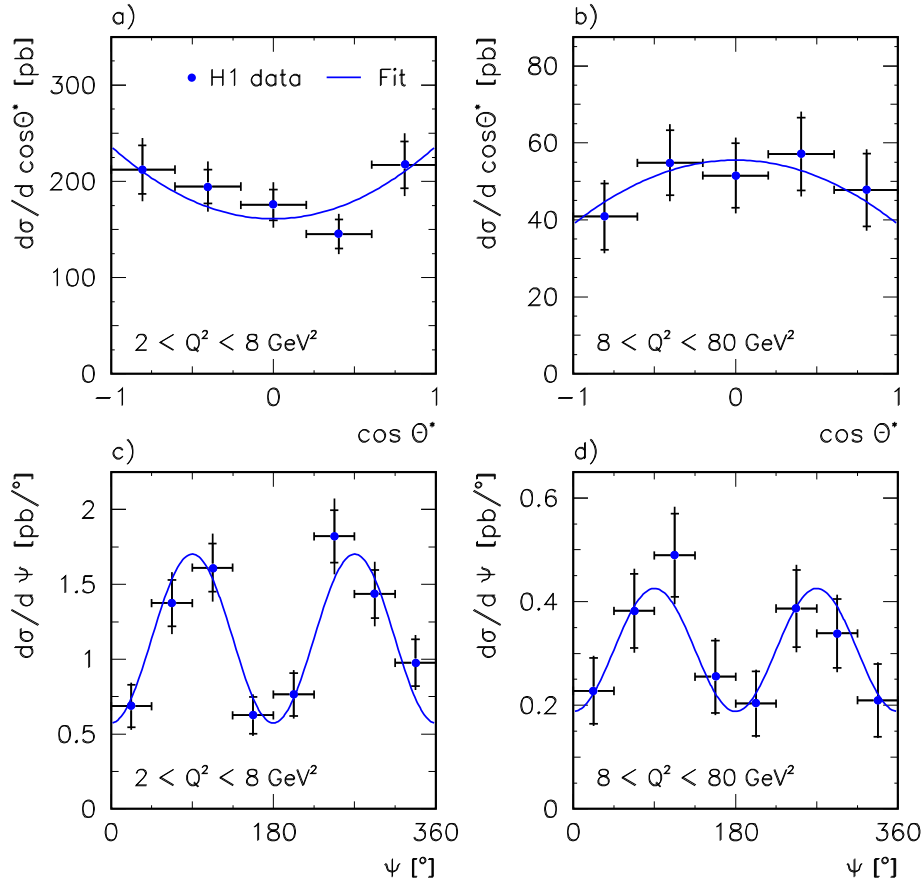 a)
dσ/d cosΘ* [pb]
300
200
100
0
H1 data
Fit
2 < Q² < 8 GeV²
-1
0
1
cos Θ*
b)
dσ/d cosΘ* [pb]
80
60
40
20
0
8 < Q² < 80 GeV²
-1
0
1
cos Θ*
c)
dσ/d ψ [pb/°]
2
1.5
1
0.5
0
2 < Q² < 8 GeV²
0
180
360
ψ [°]
d)
dσ/d ψ [pb/°]
0.6
0.4
0.2
0
8 < Q² < 80 GeV²
0
180
360
ψ [°]